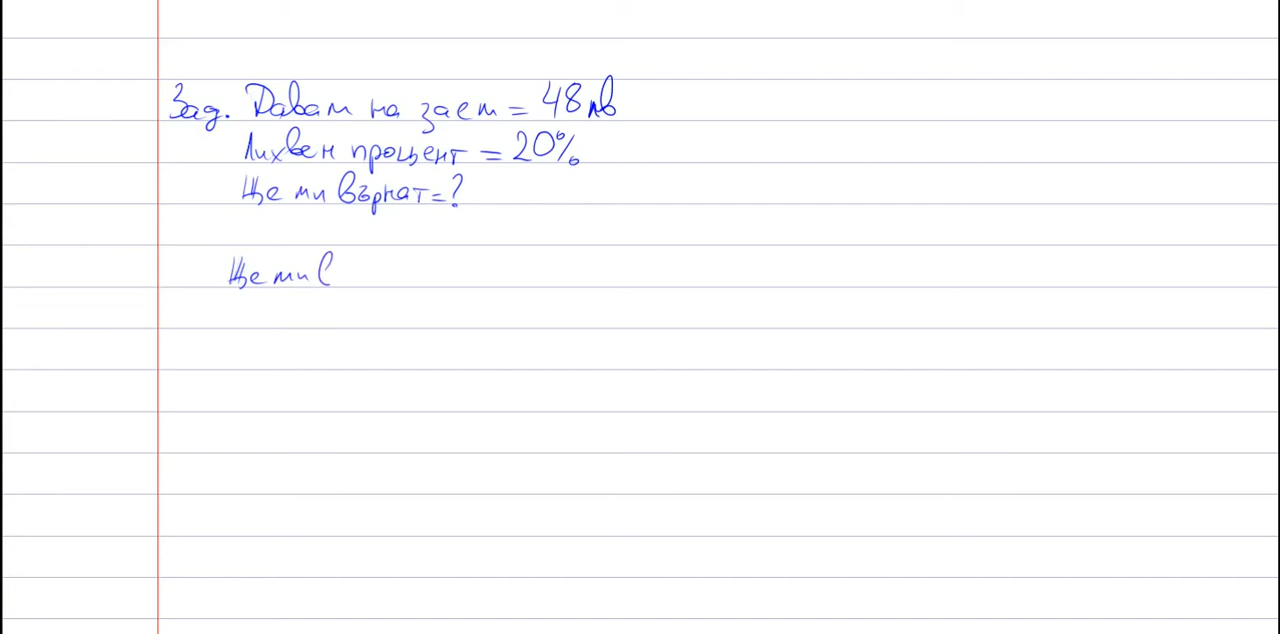 Зад. Давам на заем = 48 лв
Лихвен процент = 20%
Ще ми върнат = ?
Ще ми (